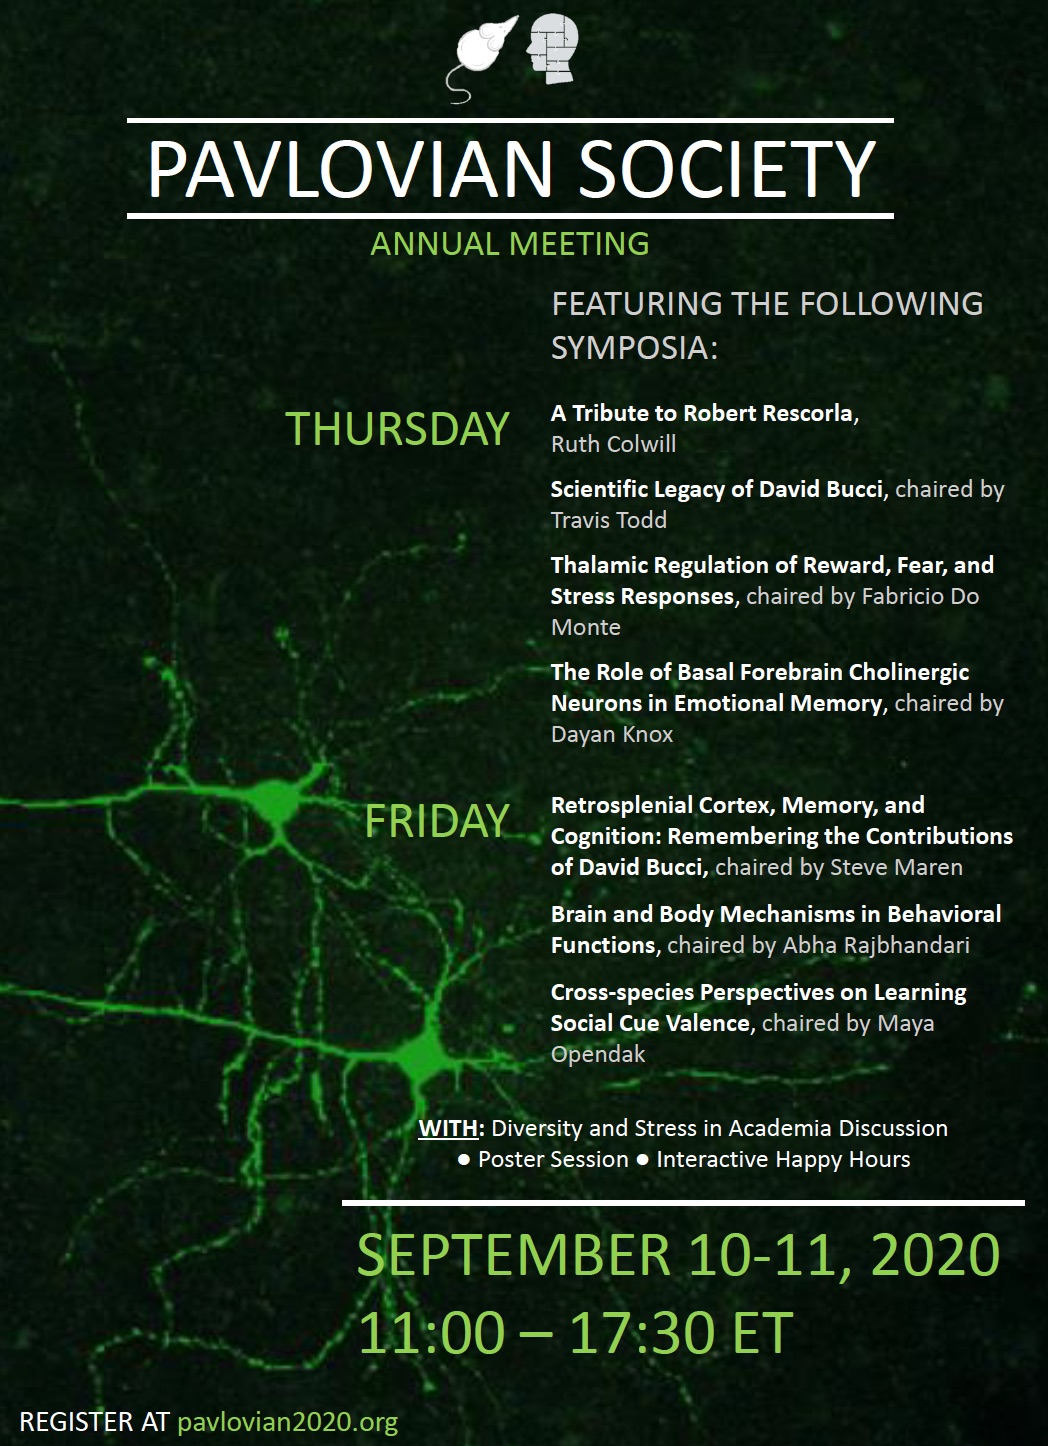 PAVLOVIAN SOCIETY
ANNUAL MEETING
FEATURING THE FOLLOWING
SYMPOSIA:
THURSDAY
A Tribute to Robert Rescorla,
Ruth Colwill
Scientific Legacy of David Bucci, chaired by
Travis Todd
Thalamic Regulation of Reward, Fear, and
Stress Responses, chaired by Fabricio Do
Monte
The Role of Basal Forebrain Cholinergic
Neurons in Emotional Memory, chaired by
Dayan Knox
FRIDAY
Retrosplenial Cortex, Memory, and
Cognition: Remembering the Contributions
of David Bucci, chaired by Steve Maren
Brain and Body Mechanisms in Behavioral
Functions, chaired by Abha Rajbhandari
Cross-species Perspectives on Learning
Social Cue Valence, chaired by Maya
Opendak
WITH: Diversity and Stress in Academia Discussion
● Poster Session ● Interactive Happy Hours
SEPTEMBER 10-11, 2020
11:00 – 17:30 ET
REGISTER AT pavlovian2020.org